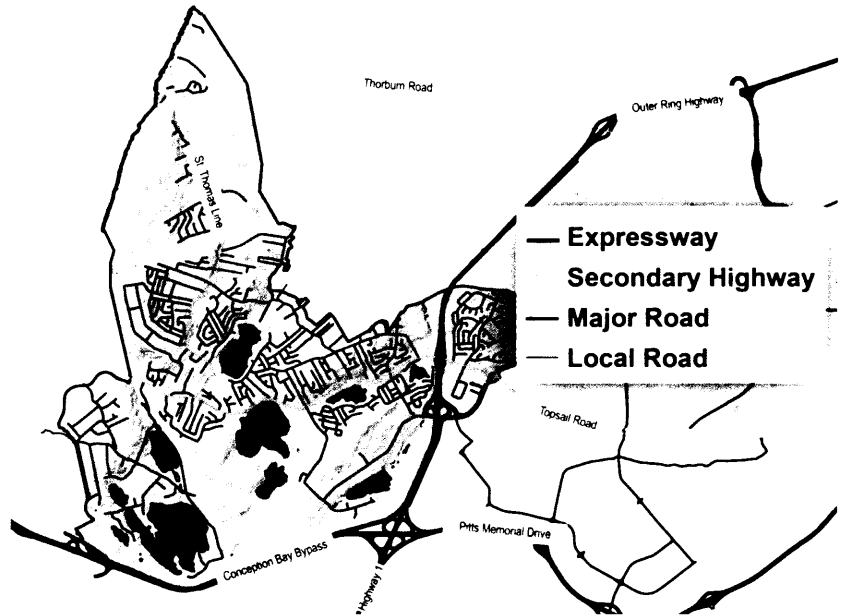 Thorburn Road
Outer Ring Highway
St. Thomas Line
Expressway
Secondary Highway
Major Road
Local Road
Topsail Road
Pitts Memorial Drive
Conception Bay Bypass
Highway 1